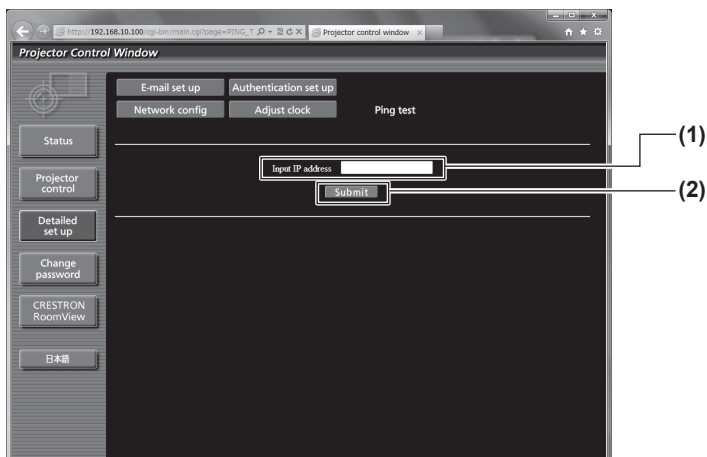 http://192.168.10.100/cgi-bin/main.cgi?page=PING_T
Projector control window
Projector Control Window
E-mail set up
Authentication set up
Network config
Adjust clock
Ping test
Status
Projector
control
Detailed
set up
Change
password
CRESTRON
RoomView
日本語
Input IP address
Submit
(1)
(2)